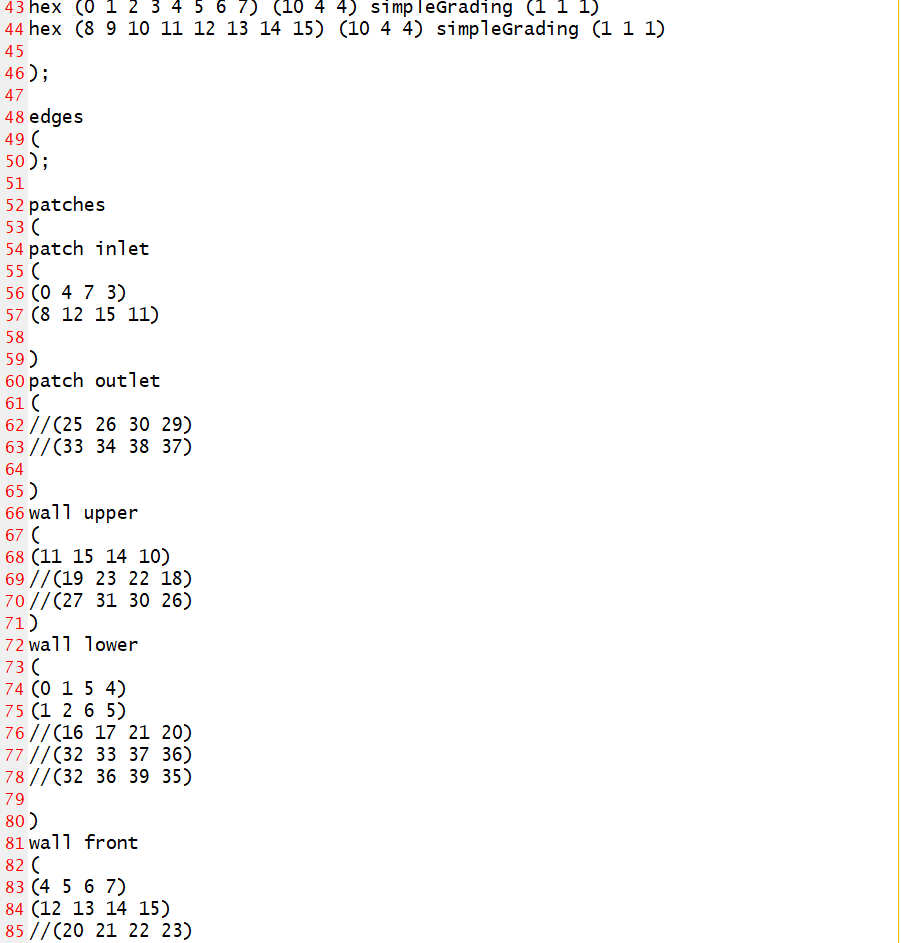 43 hex (0 1 2 3 4 5 6 7) (10 4 4) simpleGrading (1 1 1)
44 hex (8 9 10 11 12 13 14 15) (10 4 4) simpleGrading (1 1 1)
45
46 );
47
48 edges
49 (
50 );
51
52 patches
53 (
54 patch inlet
55 (
56 (0 4 7 3)
57 (8 12 15 11)
58
59 )
60 patch outlet
61 (
62 //(25 26 30 29)
63 //(33 34 38 37)
64
65 )
66 wall upper
67 (
68 (11 15 14 10)
69 //(19 23 22 18)
70 //(27 31 30 26)
71 )
72 wall lower
73 (
74 (0 1 5 4)
75 (1 2 6 5)
76 //(16 17 21 20)
77 //(32 33 37 36)
78 //(32 36 39 35)
79
80 )
81 wall front
82 (
83 (4 5 6 7)
84 (12 13 14 15)
85 //(20 21 22 23)